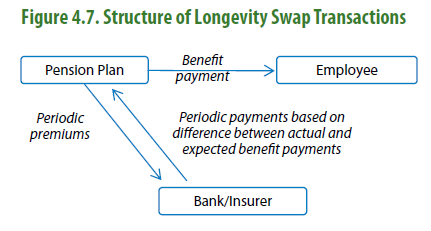 Figure 4.7. Structure of Longevity Swap Transactions
Benefit
payment
Pension Plan
Employee
Periodic
premiums
Periodic payments based on
difference between actual and
expected benefit payments
Bank/Insurer